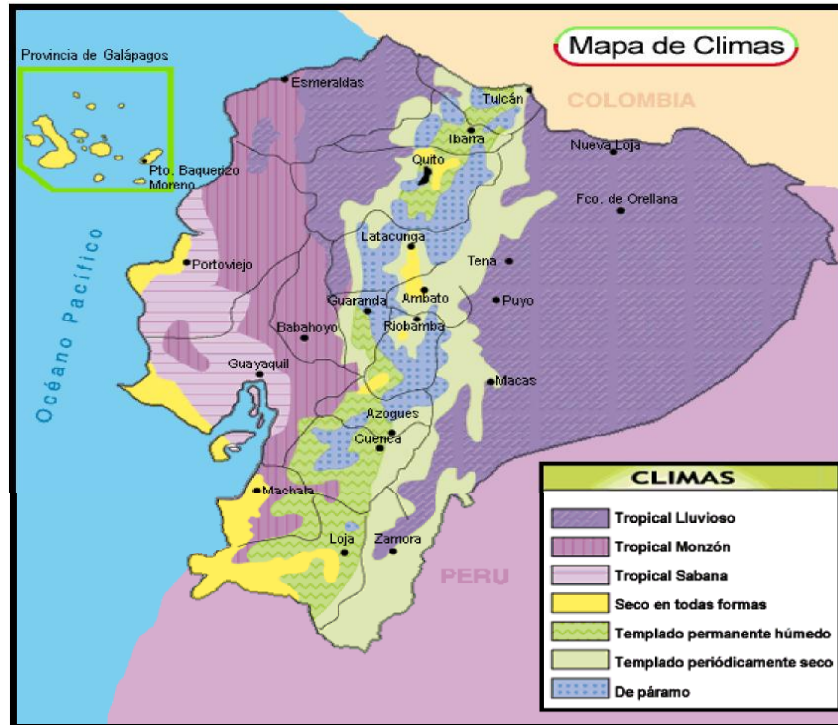 Mapa de Climas
Provincia de Galápagos
Esmeraldas
Tulcán
COLOMBIA
Ibarra
Nueva Loja
Quito
Pto. Baquerizo
Moreno
Fco. de Orellana
Océano Pacífico
Latacunga
Portoviejo
Tena
Guaranda
Ambato
Puyo
Riobamba
Babahoyo
Guayaquil
Macas
Azogues
Cuenca
Machala
Loja
Zamora
PERU
CLIMAS
Tropical Lluvioso
Tropical Monzón
Tropical Sabana
Seco en todas formas
Templado permanente húmedo
Templado periódicamente seco
De páramo